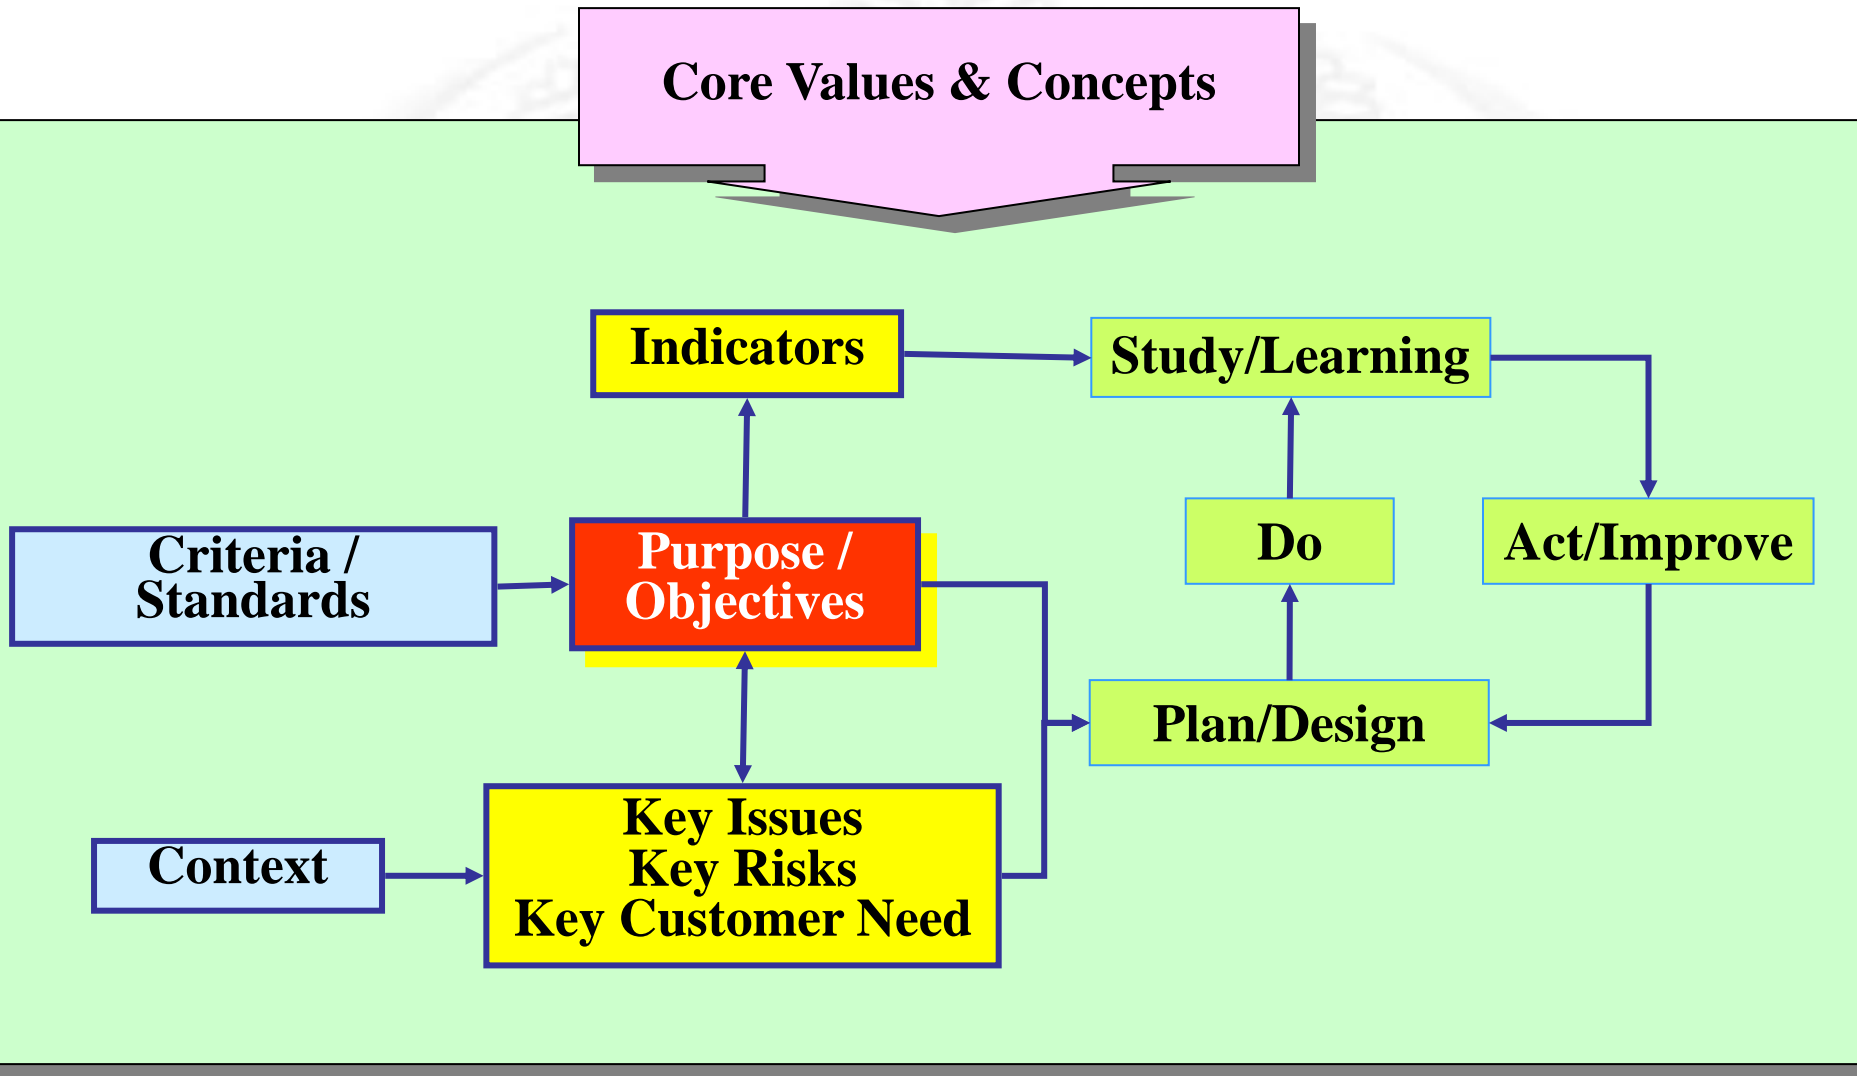 Core Values & Concepts
Indicators
Study/Learning
Criteria /
Standards
Purpose /
Objectives
Do
Act/Improve
Plan/Design
Context
Key Issues
Key Risks
Key Customer Need